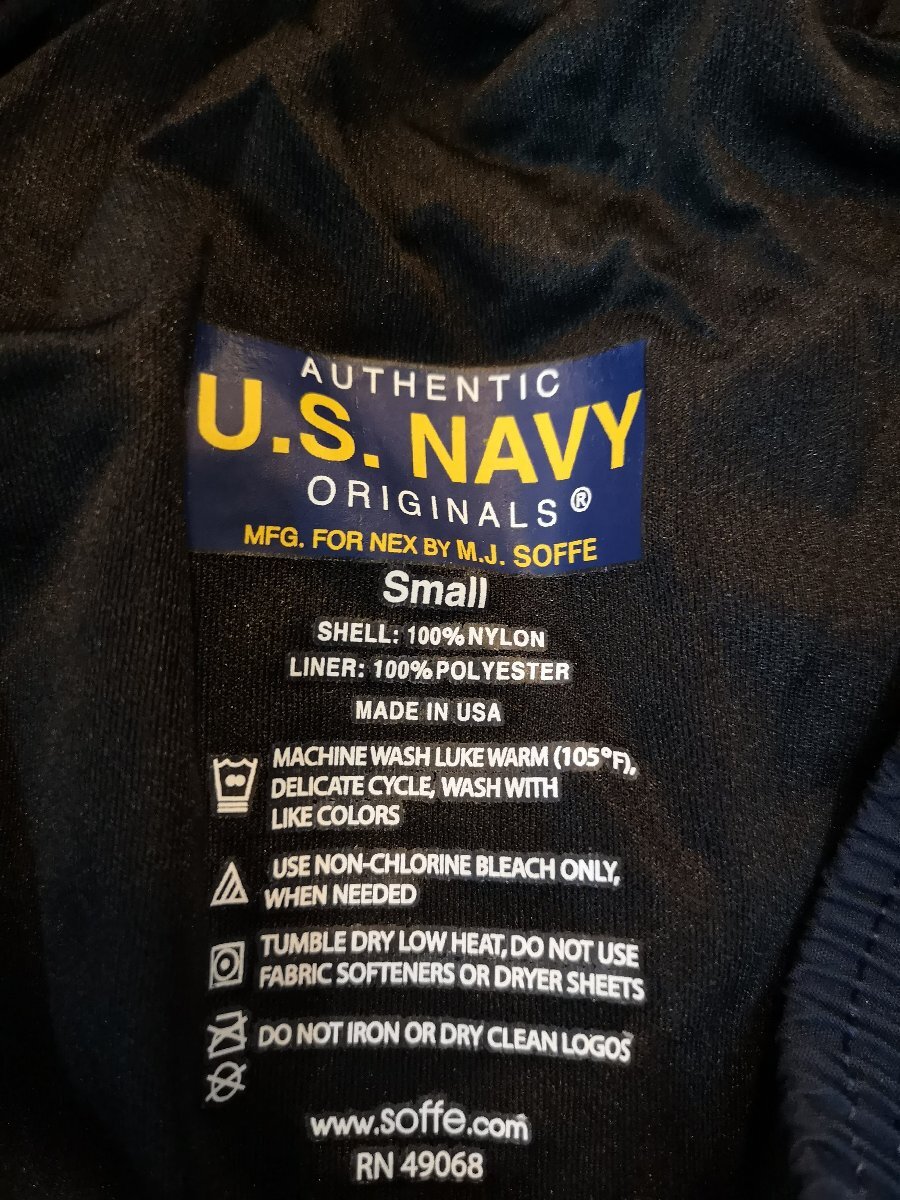 AUTHENTIC
U.S. NAVY
ORIGINALS®
MFG. FOR NEX BY M.J. SOFFE
Small
SHELL: 100% NYLON
LINER: 100% POLYESTER
MADE IN USA
MACHINE WASH LUKE WARM (105°F),
DELICATE CYCLE, WASH WITH
LIKE COLORS
USE NON-CHLORINE BLEACH ONLY,
WHEN NEEDED
TUMBLE DRY LOW HEAT, DO NOT USE
FABRIC SOFTENERS OR DRYER SHEETS
DO NOT IRON OR DRY CLEAN LOGOS
www.soffe.com
RN 49068